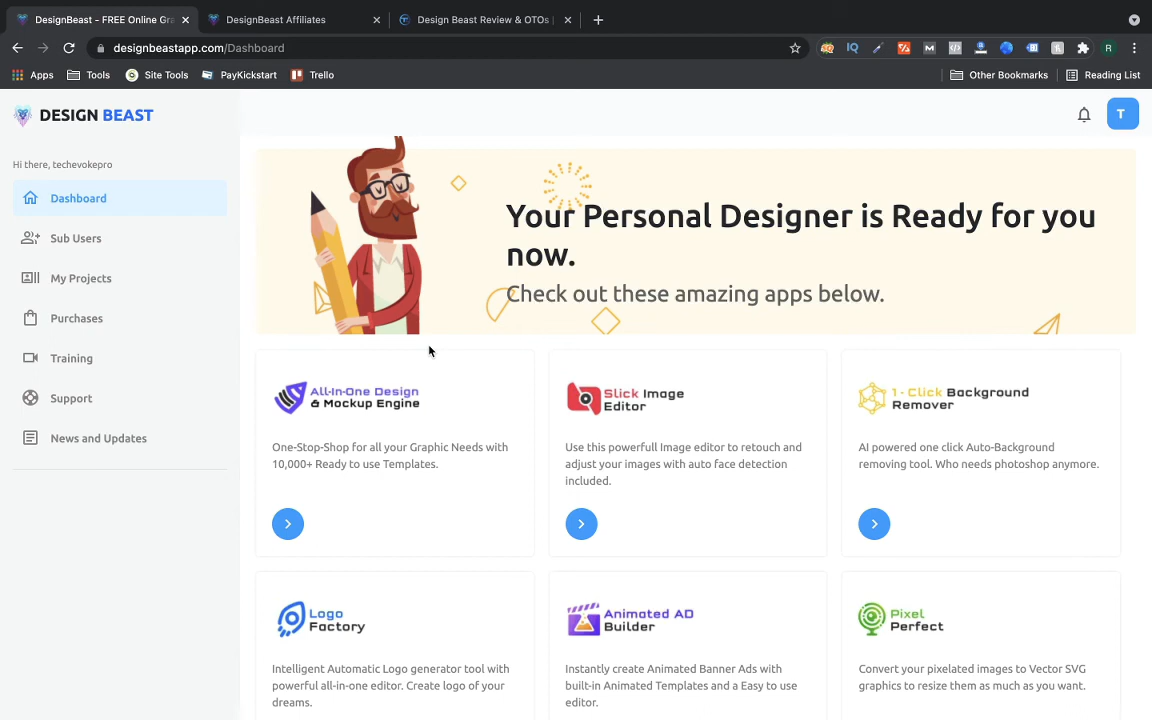 DesignBeast - FREE Online Gra
DesignBeast Affiliates
Design Beast Review & OTOs |
designbeastapp.com/Dashboard
IQ
M
R
Apps
Tools
Site Tools
PayKickstart
Trello
Other Bookmarks
Reading List
DESIGN BEAST
T
Hi there, techevokepro
Dashboard
Sub Users
My Projects
Purchases
Training
Support
News and Updates
Your Personal Designer is Ready for you
now.
Check out these amazing apps below.
All-In-One Design
& Mockup Engine
One-Stop-Shop for all your Graphic Needs with
10,000+ Ready to use Templates.
Slick Image
Editor
Use this powerfull Image editor to retouch and
adjust your images with auto face detection
included.
1 - Click Background
Remover
AI powered one click Auto-Background
removing tool. Who needs photoshop anymore.
Logo
Factory
Intelligent Automatic Logo generator tool with
powerful all-in-one editor. Create logo of your
dreams.
Animated AD
Builder
Instantly create Animated Banner Ads with
built-in Animated Templates and a Easy to use
editor.
Pixel
Perfect
Convert your pixelated images to Vector SVG
graphics to resize them as much as you want.